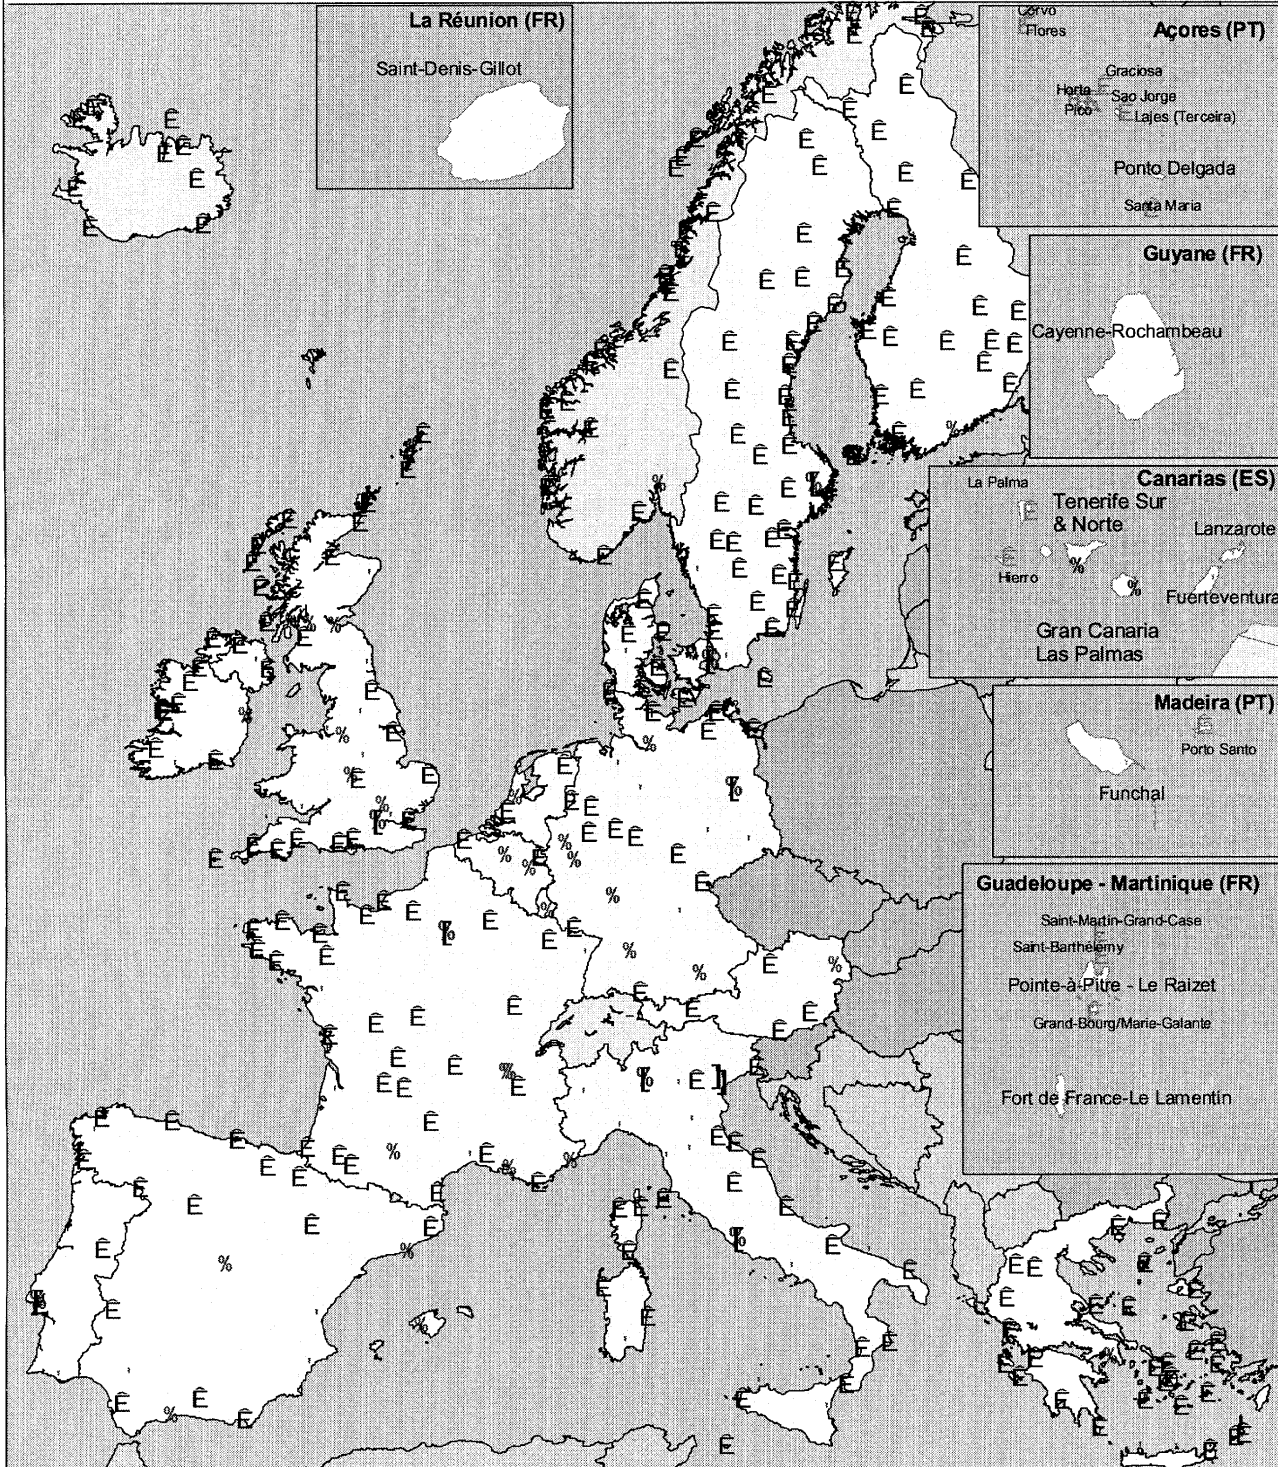 La Réunion (FR)
Saint-Denis-Gillot
Corvo
Flores
Açores (PT)
Graciosa
Horta
Sao Jorge
Pico
Lajes (Terceira)
Ponto Delgada
Santa Maria
Guyane (FR)
Cayenne-Rochambeau
Canarias (ES)
La Palma
Tenerife Sur
& Norte
Lanzarote
Hierro
Fuerteventura
Gran Canaria
Las Palmas
Madeira (PT)
Porto Santo
Funchal
Guadeloupe - Martinique (FR)
Saint-Martin-Grand-Case
Saint-Barthélemy
Pointe-à-Pitre - Le Raizet
Grand-Bourg/Marie-Galante
Fort de France-Le Lamentin